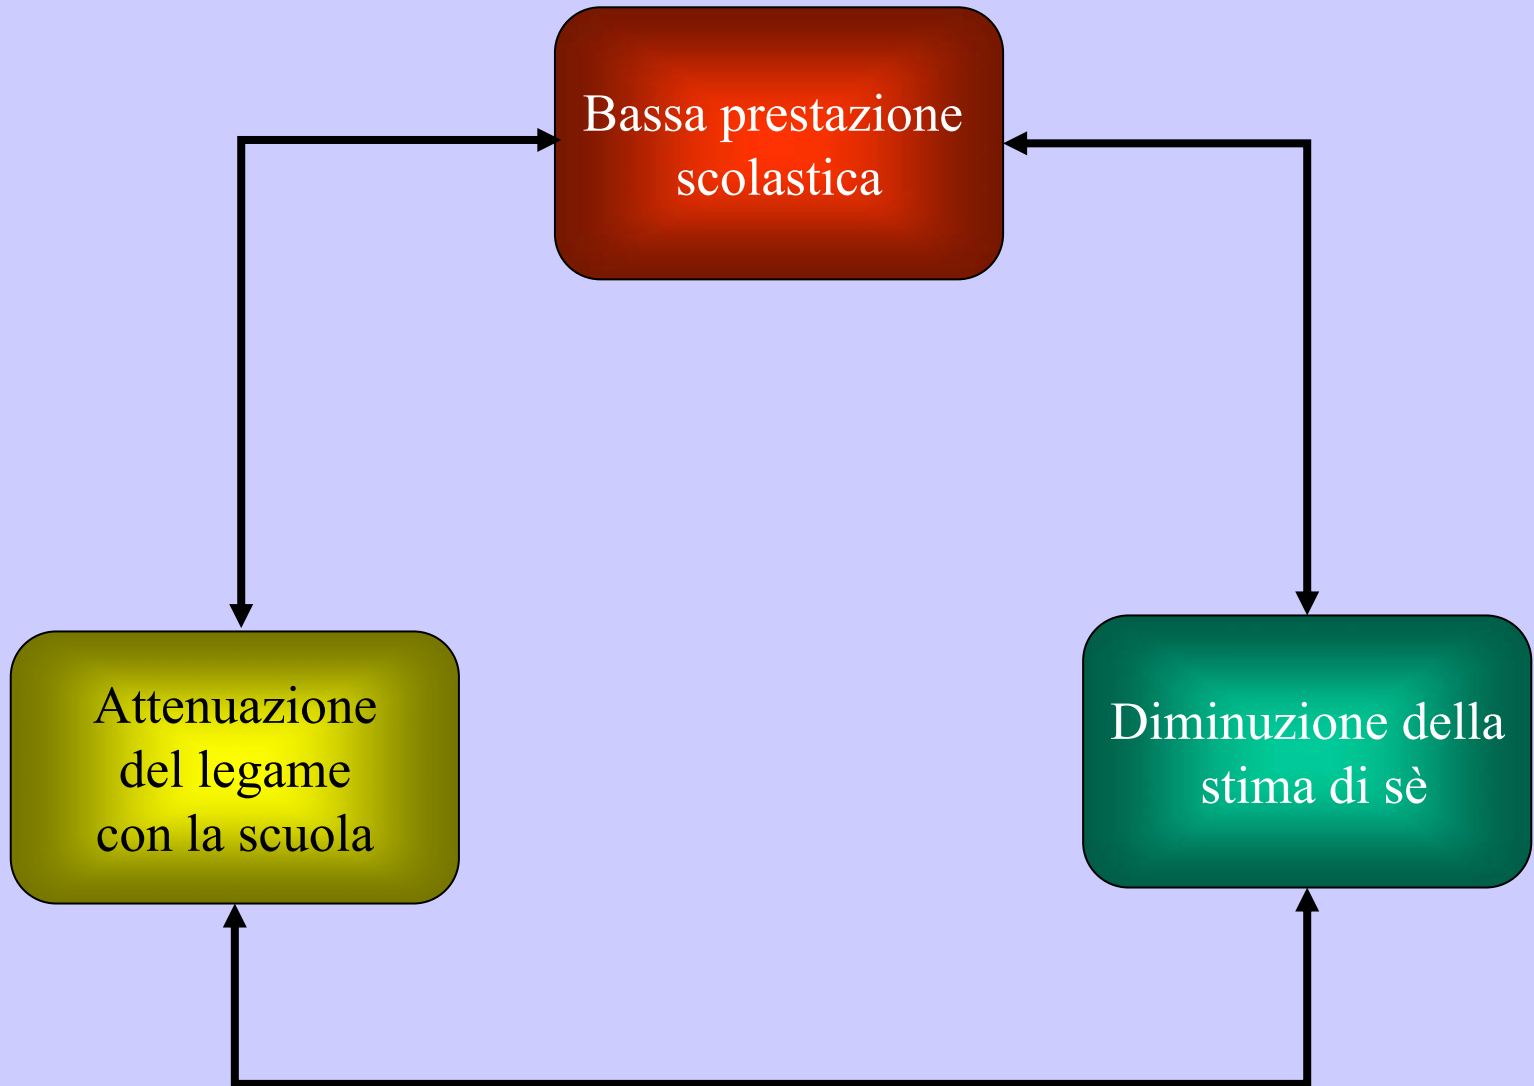 Bassa prestazione
scolastica
Attenuazione
del legame
con la scuola
Diminuzione della
stima di sè